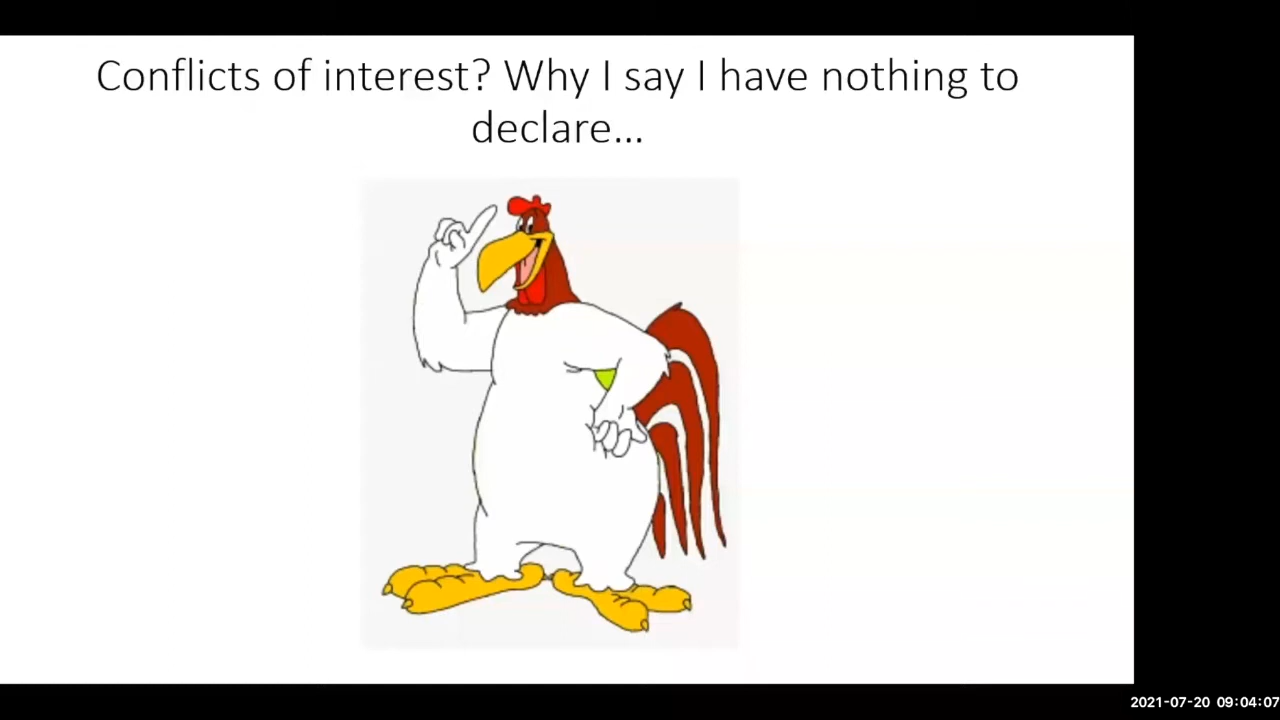 Conflicts of interest? Why I say I have nothing to
declare...
2021-07-20 09:04:07